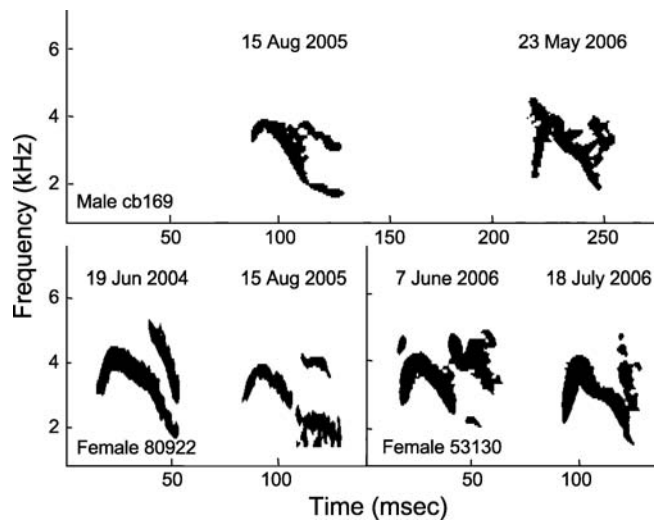 15 Aug 2005 23 May 2006
6
4
2
Male cb169
50 100 150 200 250
Frequency (kHz)
19 Jun 2004 15 Aug 2005 7 June 2006 18 July 2006
6
4
2
Female 80922 Female 53130
50 100 50 100
Time (msec)